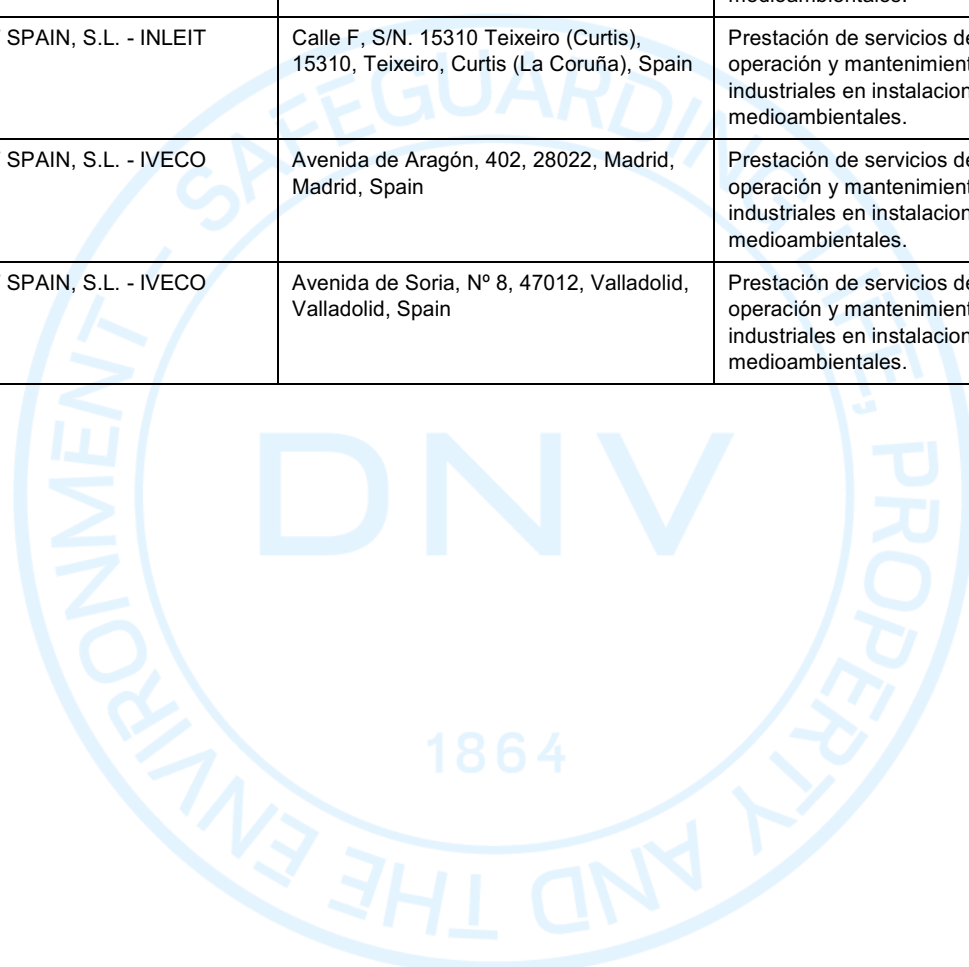 medioambientales.
SPAIN, S.L. - INLEIT
Calle F, S/N. 15310 Teixeiro (Curtis),
15310, Teixeiro, Curtis (La Coruña), Spain
Prestación de servicios de
operación y mantenimient
industriales en instalacion
medioambientales.
SPAIN, S.L. - IVECO
Avenida de Aragón, 402, 28022, Madrid,
Madrid, Spain
Prestación de servicios de
operación y mantenimient
industriales en instalacion
medioambientales.
SPAIN, S.L. - IVECO
Avenida de Soria, Nº 8, 47012, Valladolid,
Valladolid, Spain
Prestación de servicios de
operación y mantenimient
industriales en instalacion
medioambientales.
SAFEGUARDING LIFE, PROPERTY AND THE ENVIRONMENT -
DNV
1864